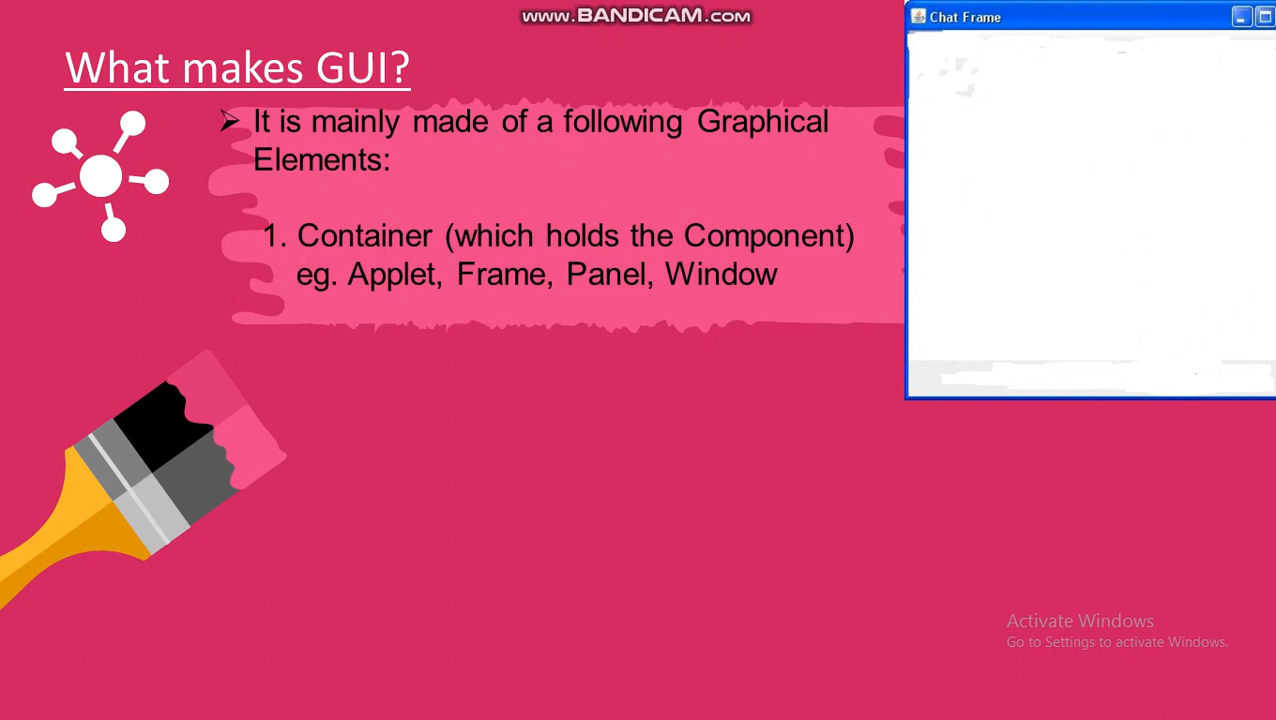 www.BANDICAM.com
Chat Frame
What makes GUI?
It is mainly made of a following Graphical
Elements:
1. Container (which holds the Component)
eg. Applet, Frame, Panel, Window
Activate Windows
Go to Settings to activate Windows.